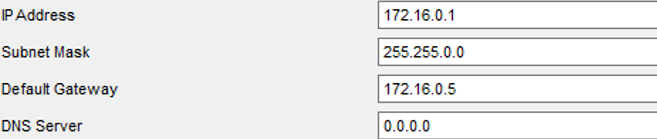 IP Address 172.16.0.1
Subnet Mask 255.255.0.0
Default Gateway 172.16.0.5
DNS Server 0.0.0.0